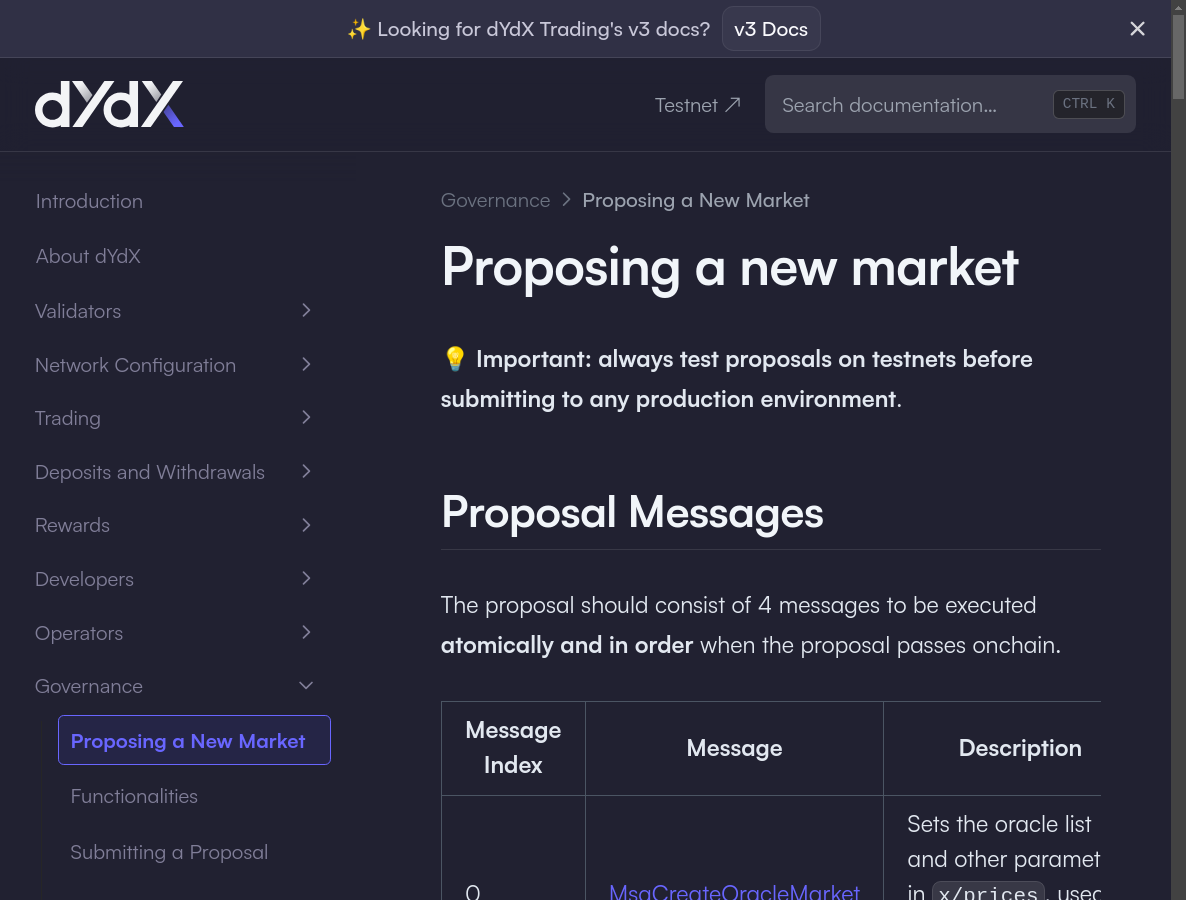 ✨ Looking for dYdX Trading's v3 docs? v3 Docs
dYdX
Testnet
Search documentation…
CTRL K
Introduction
About dYdX
Validators
Network Configuration
Trading
Deposits and Withdrawals
Rewards
Developers
Operators
Governance
Proposing a New Market
Functionalities
Submitting a Proposal
Governance > Proposing a New Market
Proposing a new market
💡 Important: always test proposals on testnets before
submitting to any production environment.
Proposal Messages
The proposal should consist of 4 messages to be executed
atomically and in order when the proposal passes onchain.
Message
Index
Message
Description
0
MsgCreateOracleMarket
Sets the oracle list
and other paramet
in x/prices, used